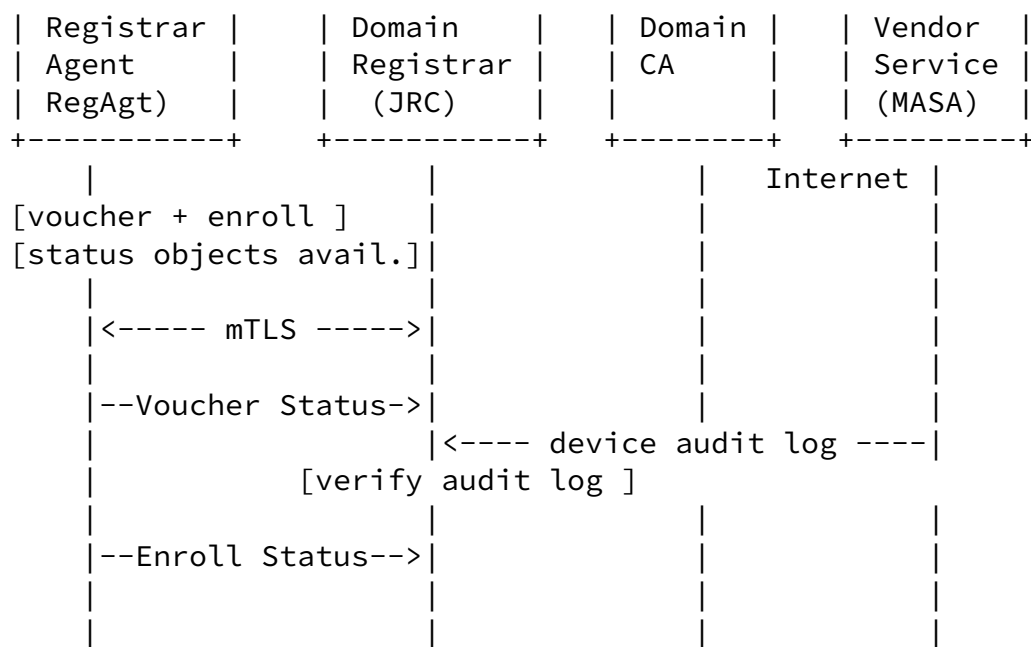 | Registrar |    | Domain    |   | Domain |   | Vendor  |
| Agent     |    | Registrar |   | CA     |   | Service |
| RegAgt)   |    |  (JRC)    |   |        |   | (MASA)  |
+-----------+    +-----------+   +--------+   +---------+
    |                  |              |   Internet |
[voucher + enroll ]    |              |            |
[status objects avail.]|              |            |
    |                  |              |            |
    |<----- mTLS ----->|              |            |
    |                  |              |            |
    |--Voucher Status->|              |            |
    |                  |<---- device audit log ----|
    |           [verify audit log ]
    |                  |              |            |
    |--Enroll Status-->|              |            |
    |                  |              |            |
    |                  |              |            |